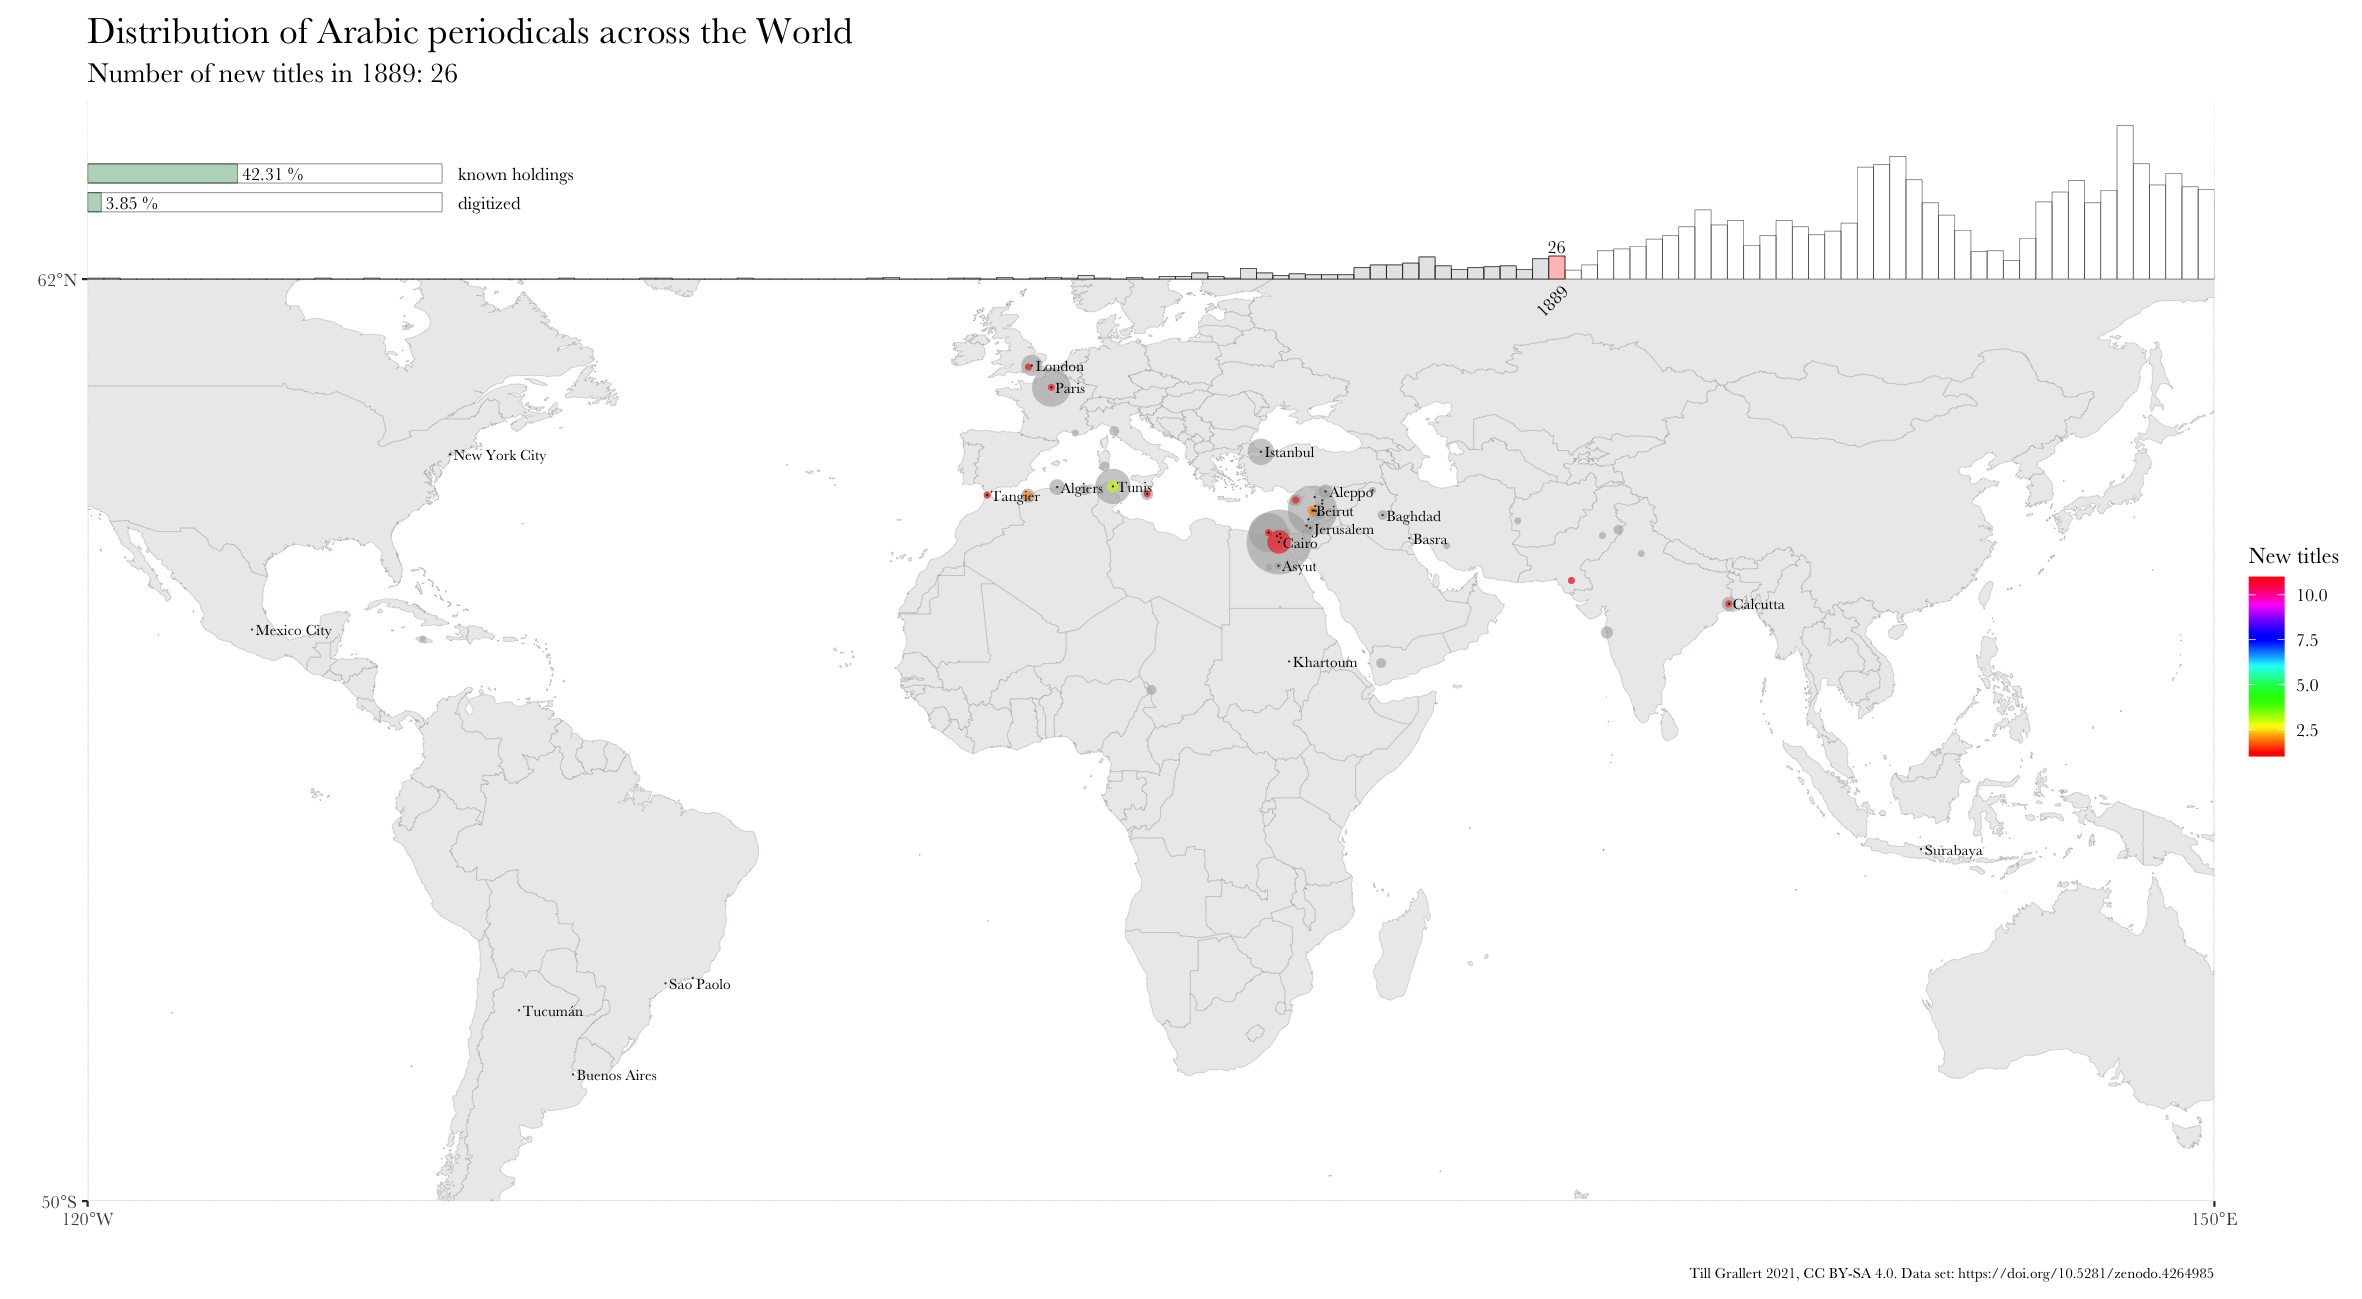 Distribution of Arabic periodicals across the World
Number of new titles in 1889: 26
42.31 %
known holdings
3.85 %
digitized
26
62°N
1889
London
Paris
New York City
Istanbul
Algiers
Tunis
Tangier
Aleppo
Beirut
Baghdad
Jerusalem
Basra
Cairo
Asyut
New titles
10.0
7.5
5.0
2.5
Calcutta
Mexico City
Khartoum
Surabaya
Sao Paolo
Tucumán
Buenos Aires
50°S
120°W
150°E
Till Grallert 2021, CC BY-SA 4.0. Data set: https://doi.org/10.5281/zenodo.4264985